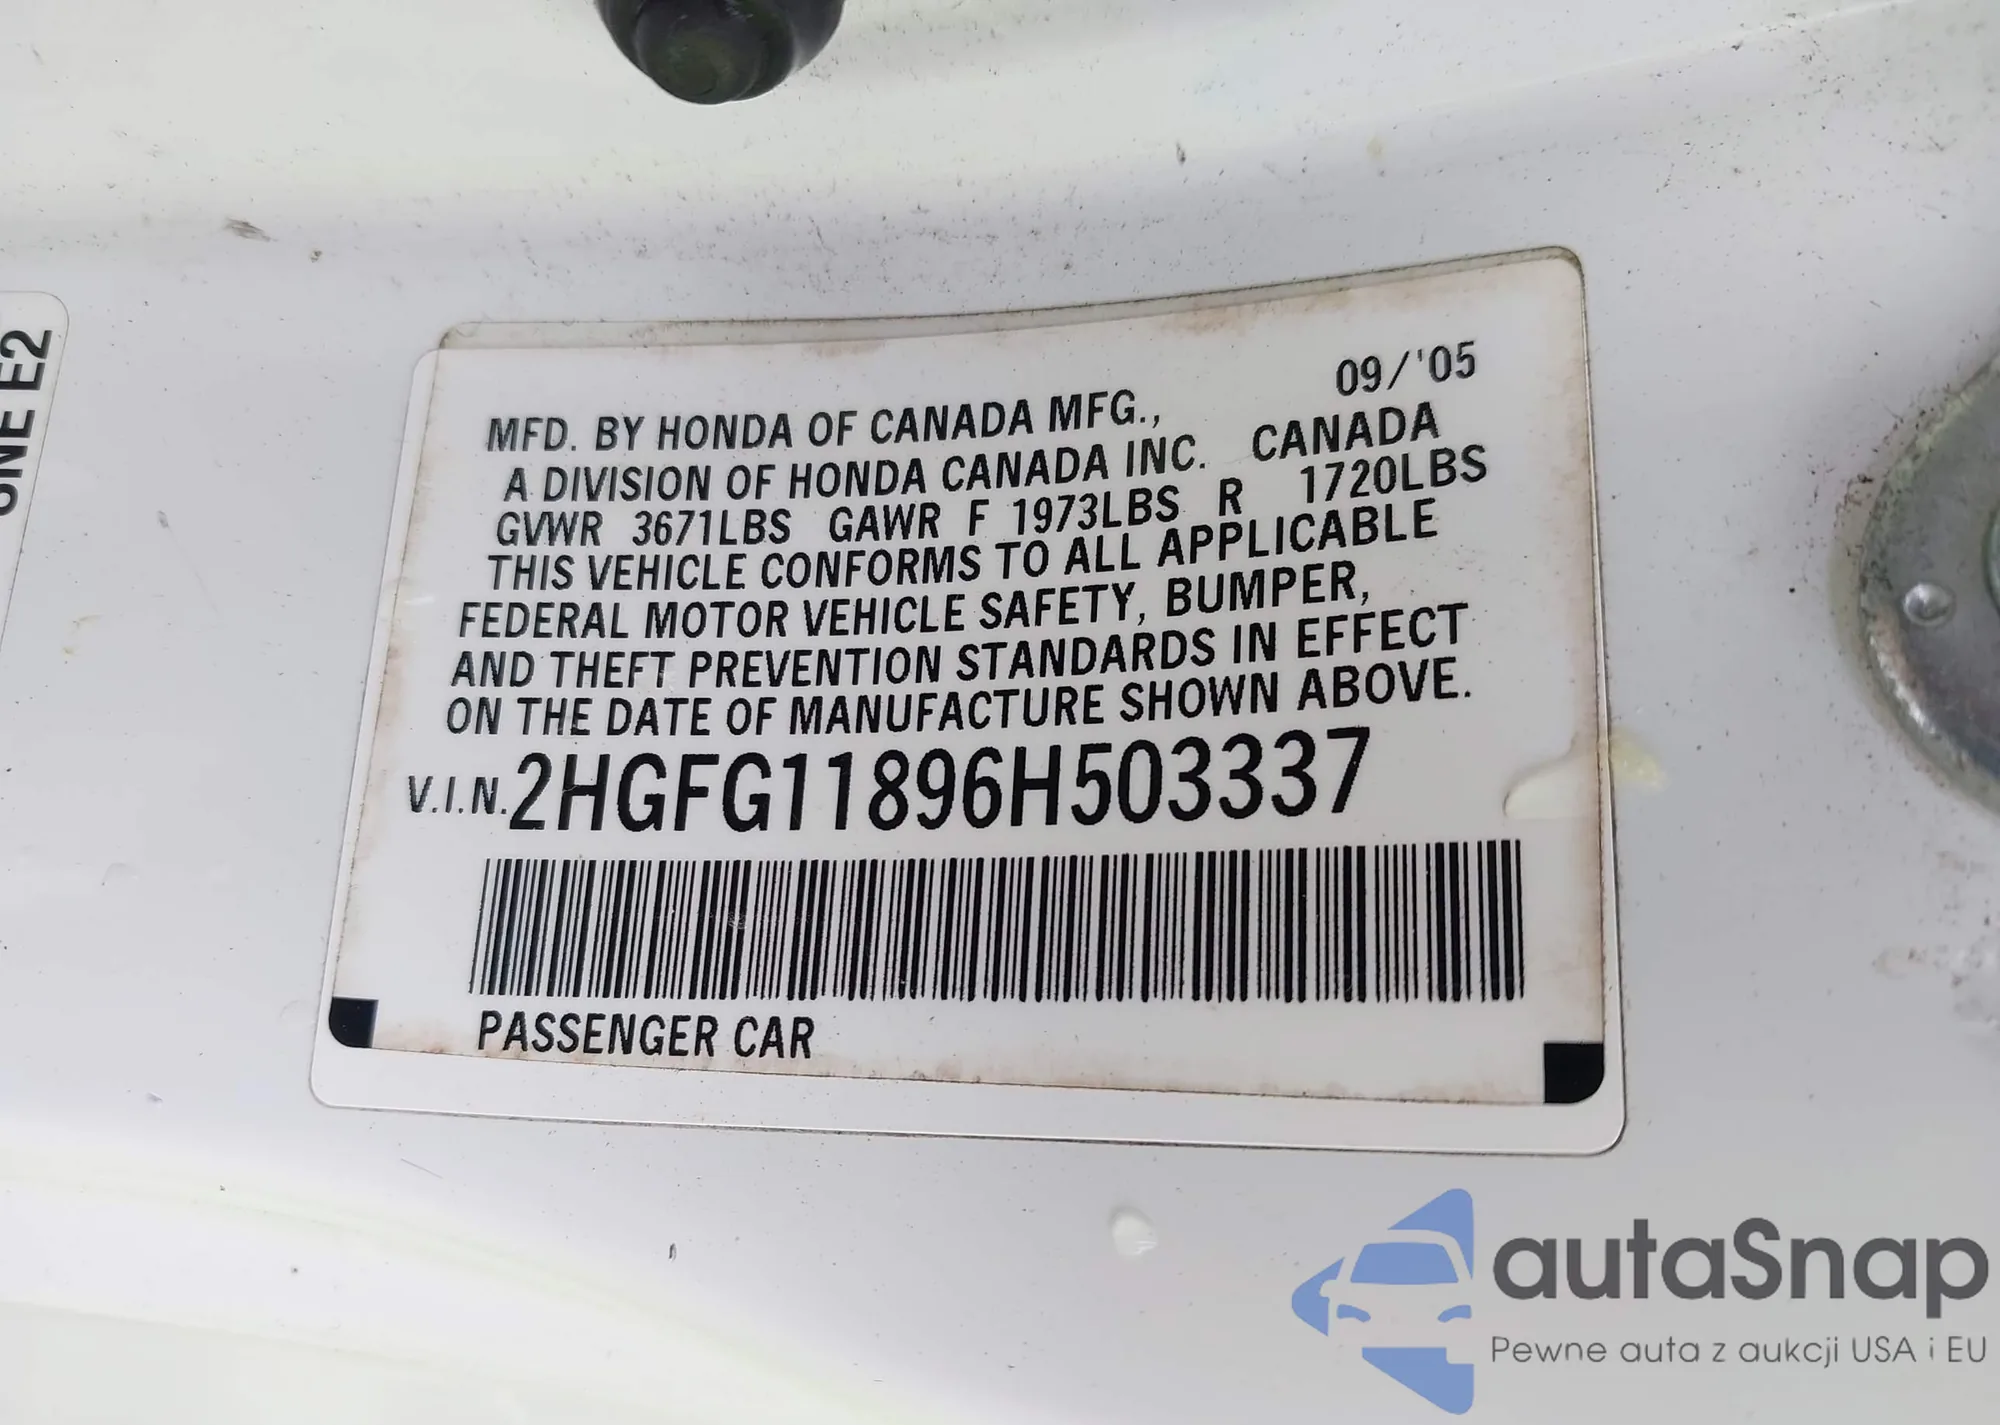 ONE E2
09/'05
MFD. BY HONDA OF CANADA MFG.,
A DIVISION OF HONDA CANADA INC. CANADA
GVWR 3671LBS GAWR F 1973LBS R 1720LBS
THIS VEHICLE CONFORMS TO ALL APPLICABLE
FEDERAL MOTOR VEHICLE SAFETY, BUMPER,
AND THEFT PREVENTION STANDARDS IN EFFECT
ON THE DATE OF MANUFACTURE SHOWN ABOVE.
V.I.N. 2HGFG11896H503337
PASSENGER CAR
autaSnap
Pewne auta z aukcji USA i EU